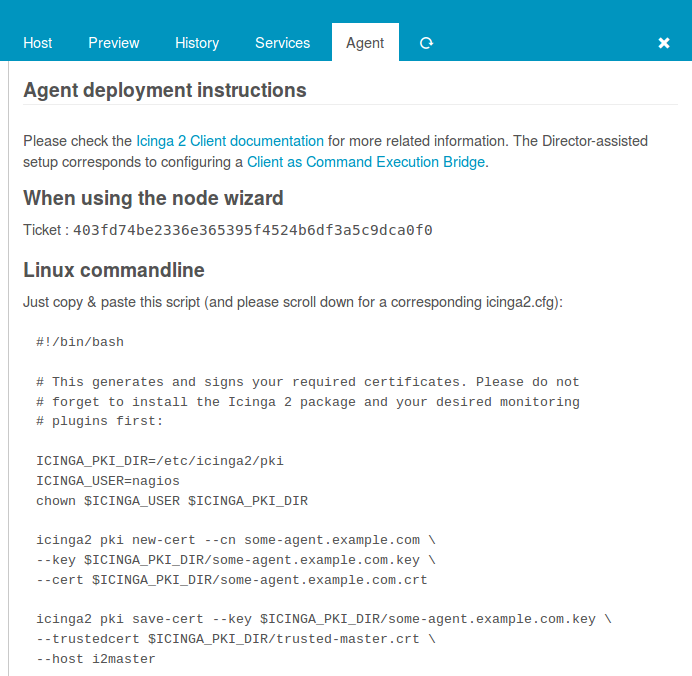 Host Preview History Services Agent
Agent deployment instructions
Please check the Icinga 2 Client documentation for more related information. The Director-assisted
setup corresponds to configuring a Client as Command Execution Bridge.
When using the node wizard
Ticket : 403fd74be2336e365395f4524b6df3a5c9dca0f0
Linux commandline
Just copy & paste this script (and please scroll down for a corresponding icinga2.cfg):
#!/bin/bash
# This generates and signs your required certificates. Please do not
# forget to install the Icinga 2 package and your desired monitoring
# plugins first:
ICINGA_PKI_DIR=/etc/icinga2/pki
ICINGA_USER=nagios
chown $ICINGA_USER $ICINGA_PKI_DIR
icinga2 pki new-cert --cn some-agent.example.com \
--key $ICINGA_PKI_DIR/some-agent.example.com.key \
--cert $ICINGA_PKI_DIR/some-agent.example.com.crt
icinga2 pki save-cert --key $ICINGA_PKI_DIR/some-agent.example.com.key \
--trustedcert $ICINGA_PKI_DIR/trusted-master.crt \
--host i2master